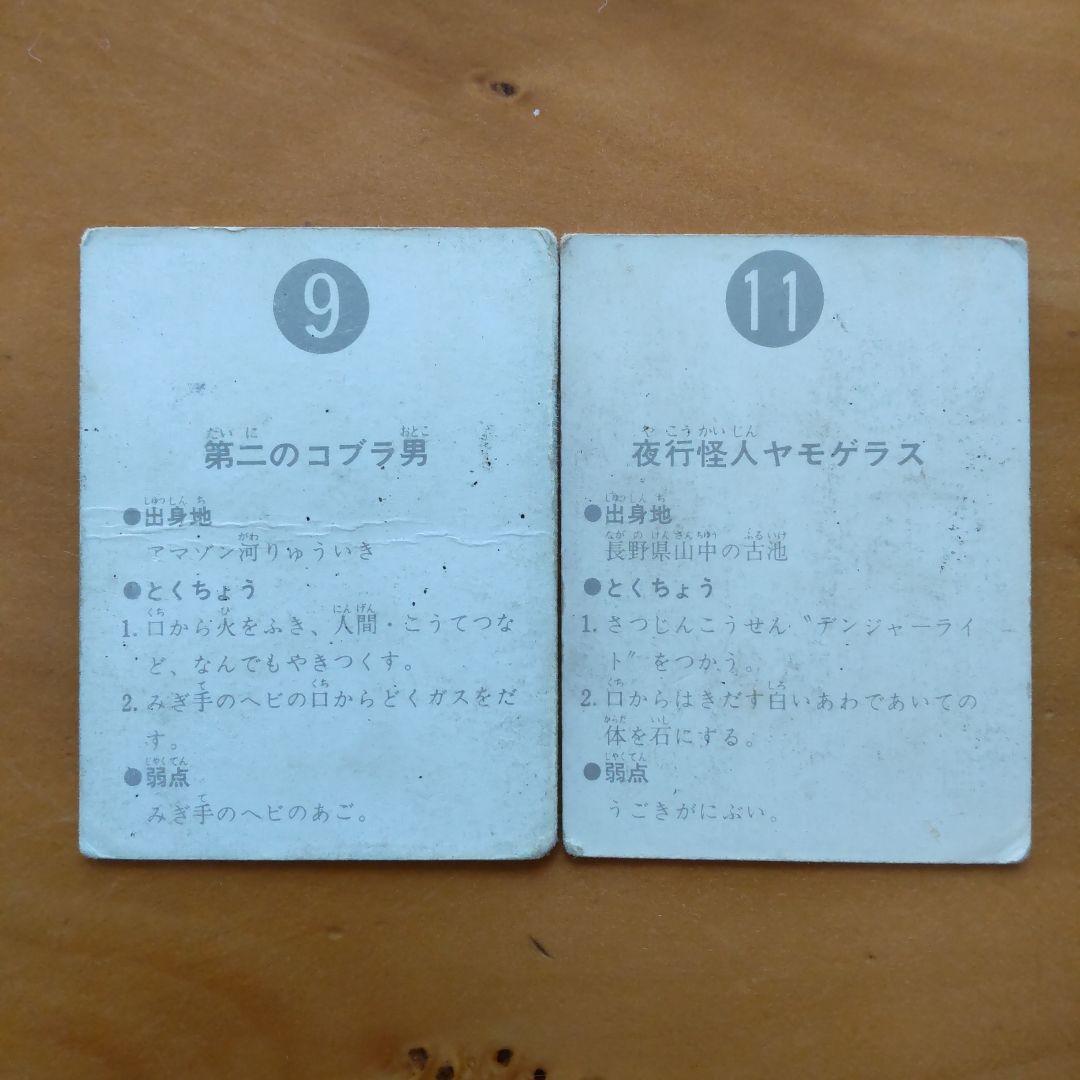 9
第二のコブラ男
●出身地
アマゾン河りゅういき
●とくちょう
1. 口から火をふき、人間・こうてつな
ど、なんでもやきつくす。
2. みぎ手のヘビの口からどくガスをだ
す。
●弱点
みぎ手のヘビのあご。
11
夜行怪人ヤモゲラス
●出身地
長野県山中の古池
●とくちょう
1. さつじんこうせん〝デンジャーライ
ト〟をつかう。
2. 口からはきだす白いあわであいての
体を石にする。
●弱点
うごきがにぶい。